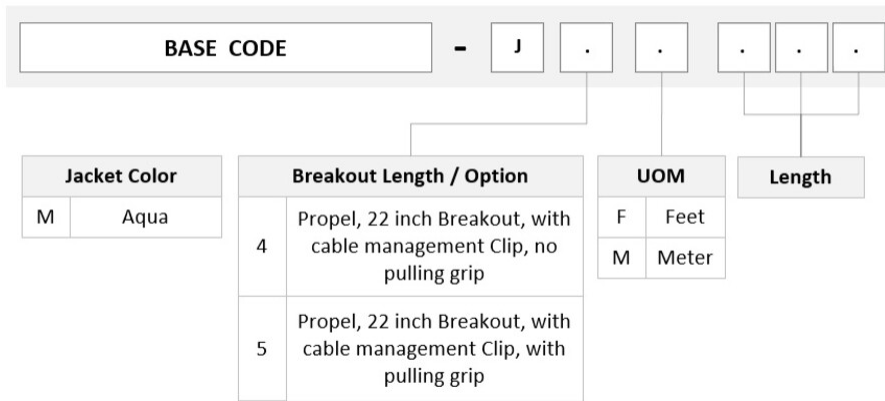 BASE CODE - J . . . . .
Jacket Color
M Aqua
Breakout Length / Option
4 Propel, 22 inch Breakout, with
cable management Clip, no
pulling grip
5 Propel, 22 inch Breakout, with
cable management Clip, with
pulling grip
UOM
F Feet
M Meter
Length